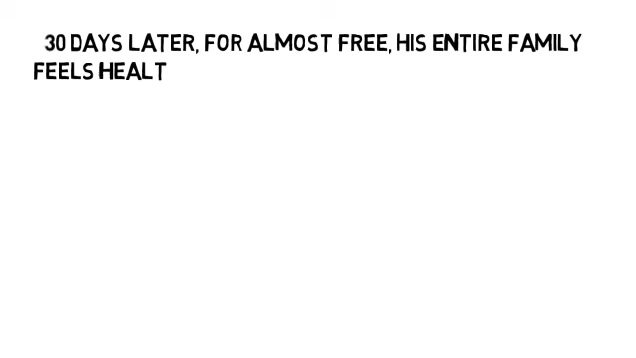 30 DAYS LATER, FOR ALMOST FREE, HIS ENTIRE FAMILY
FEELS HEALT